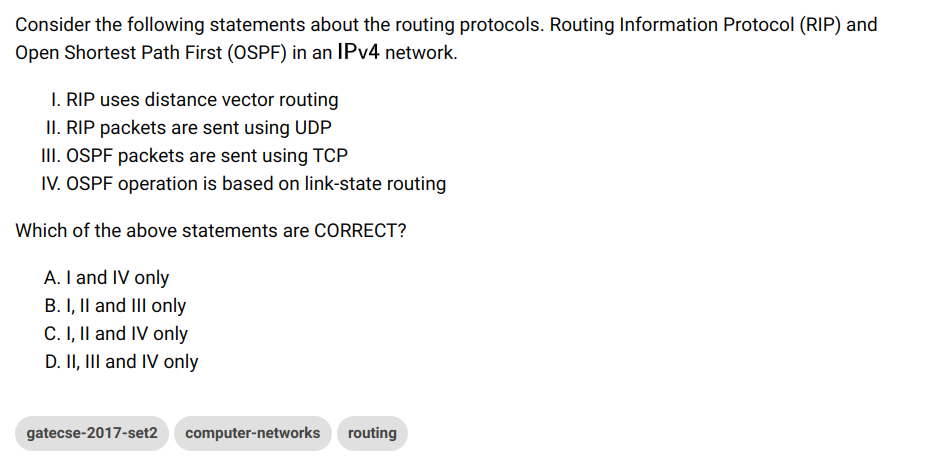 Consider the following statements about the routing protocols. Routing Information Protocol (RIP) and
Open Shortest Path First (OSPF) in an IPv4 network.
I. RIP uses distance vector routing
II. RIP packets are sent using UDP
III. OSPF packets are sent using TCP
IV. OSPF operation is based on link-state routing
Which of the above statements are CORRECT?
A. I and IV only
B. I, II and III only
C. I, II and IV only
D. II, III and IV only
gatecse-2017-set2 computer-networks routing